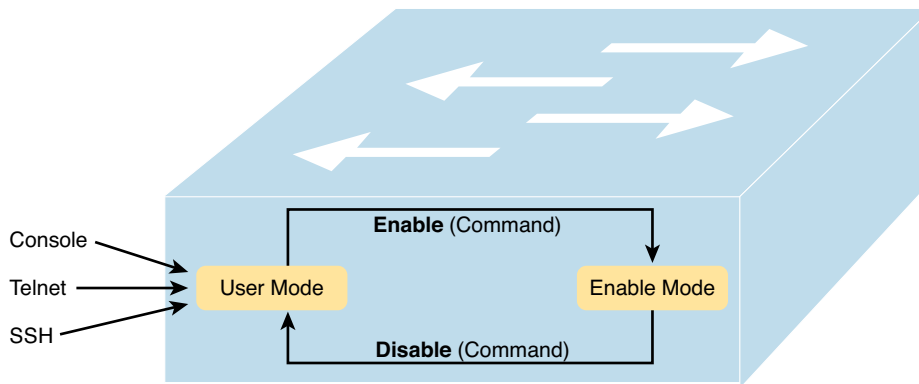 Enable (Command)
Console
Telnet
SSH
User Mode
Enable Mode
Disable (Command)